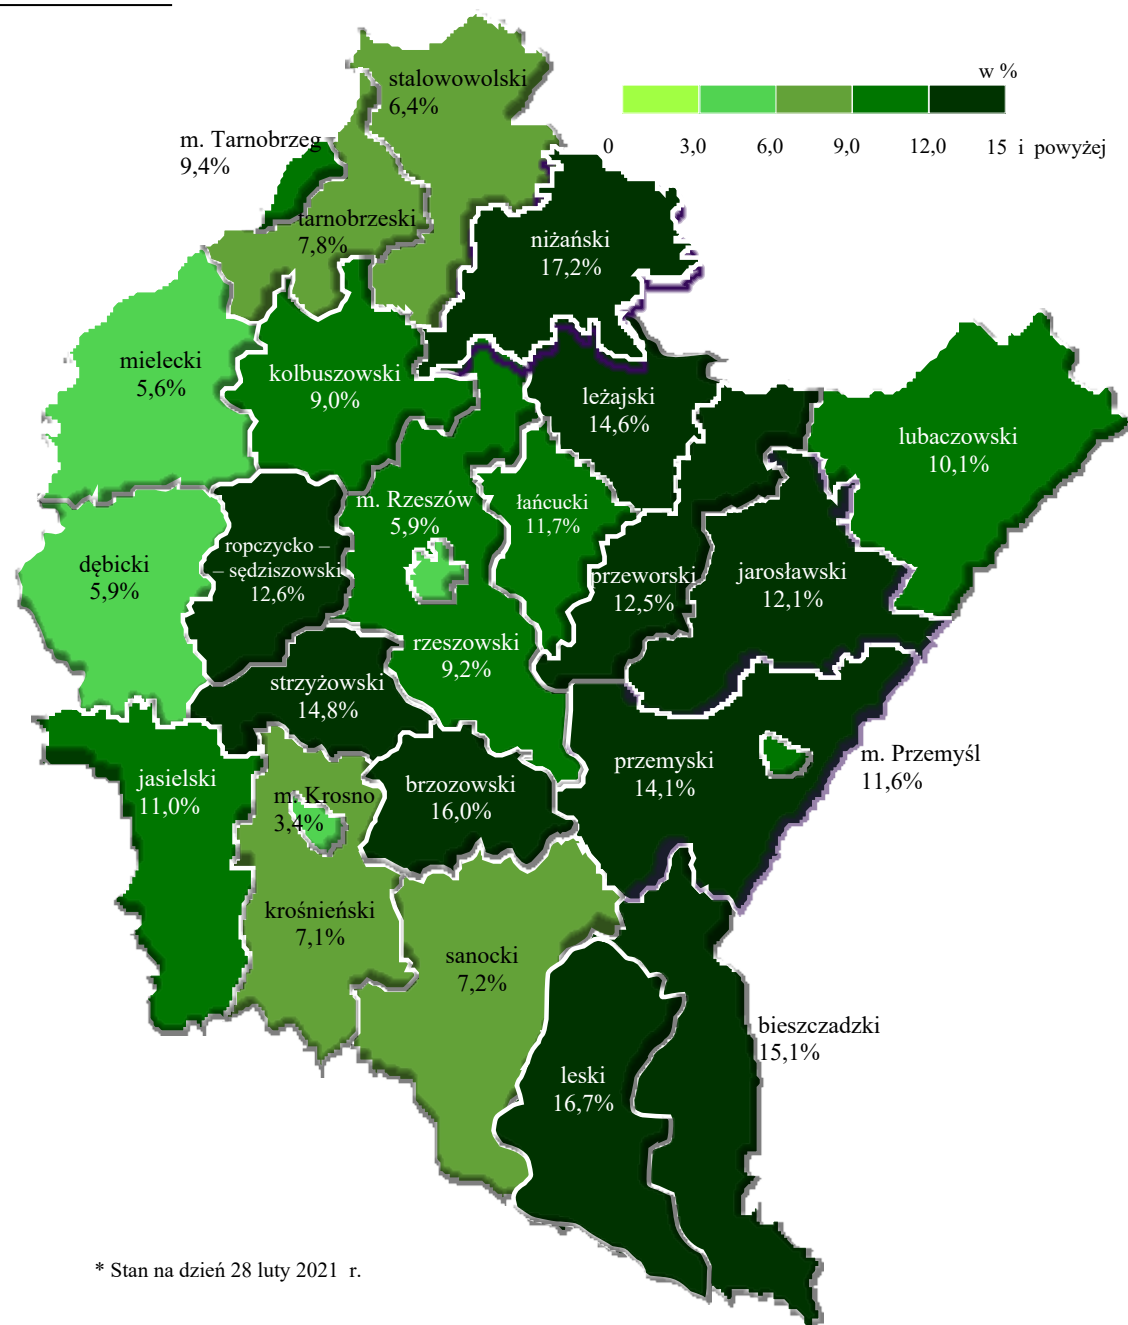 stalowowolski
6,4%
w %
0 3,0 6,0 9,0 12,0 15 i powyżej
m. Tarnobrzeg
9,4%
tarnobrzeski
7,8%
niżański
17,2%
mielecki
5,6%
kolbuszowski
9,0%
leżajski
14,6%
lubaczowski
10,1%
m. Rzeszów
5,9%
łańcucki
11,7%
dębicki
5,9%
ropczycko –
– sędziszowski
12,6%
przeworski
12,5%
jarosławski
12,1%
rzeszowski
9,2%
strzyżowski
14,8%
jasielski
11,0%
m. Krosno
3,4%
brzozowski
16,0%
przemyski
14,1%
m. Przemyśl
11,6%
krośnieński
7,1%
sanocki
7,2%
bieszczadzki
15,1%
leski
16,7%
* Stan na dzień 28 luty 2021 r.